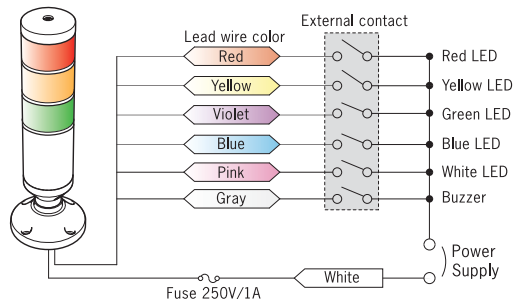 External contact
Lead wire color
Red
Red LED
Yellow
Yellow LED
Violet
Green LED
Blue
Blue LED
Pink
White LED
Gray
Buzzer
Power
Supply
White
Fuse 250V/1A